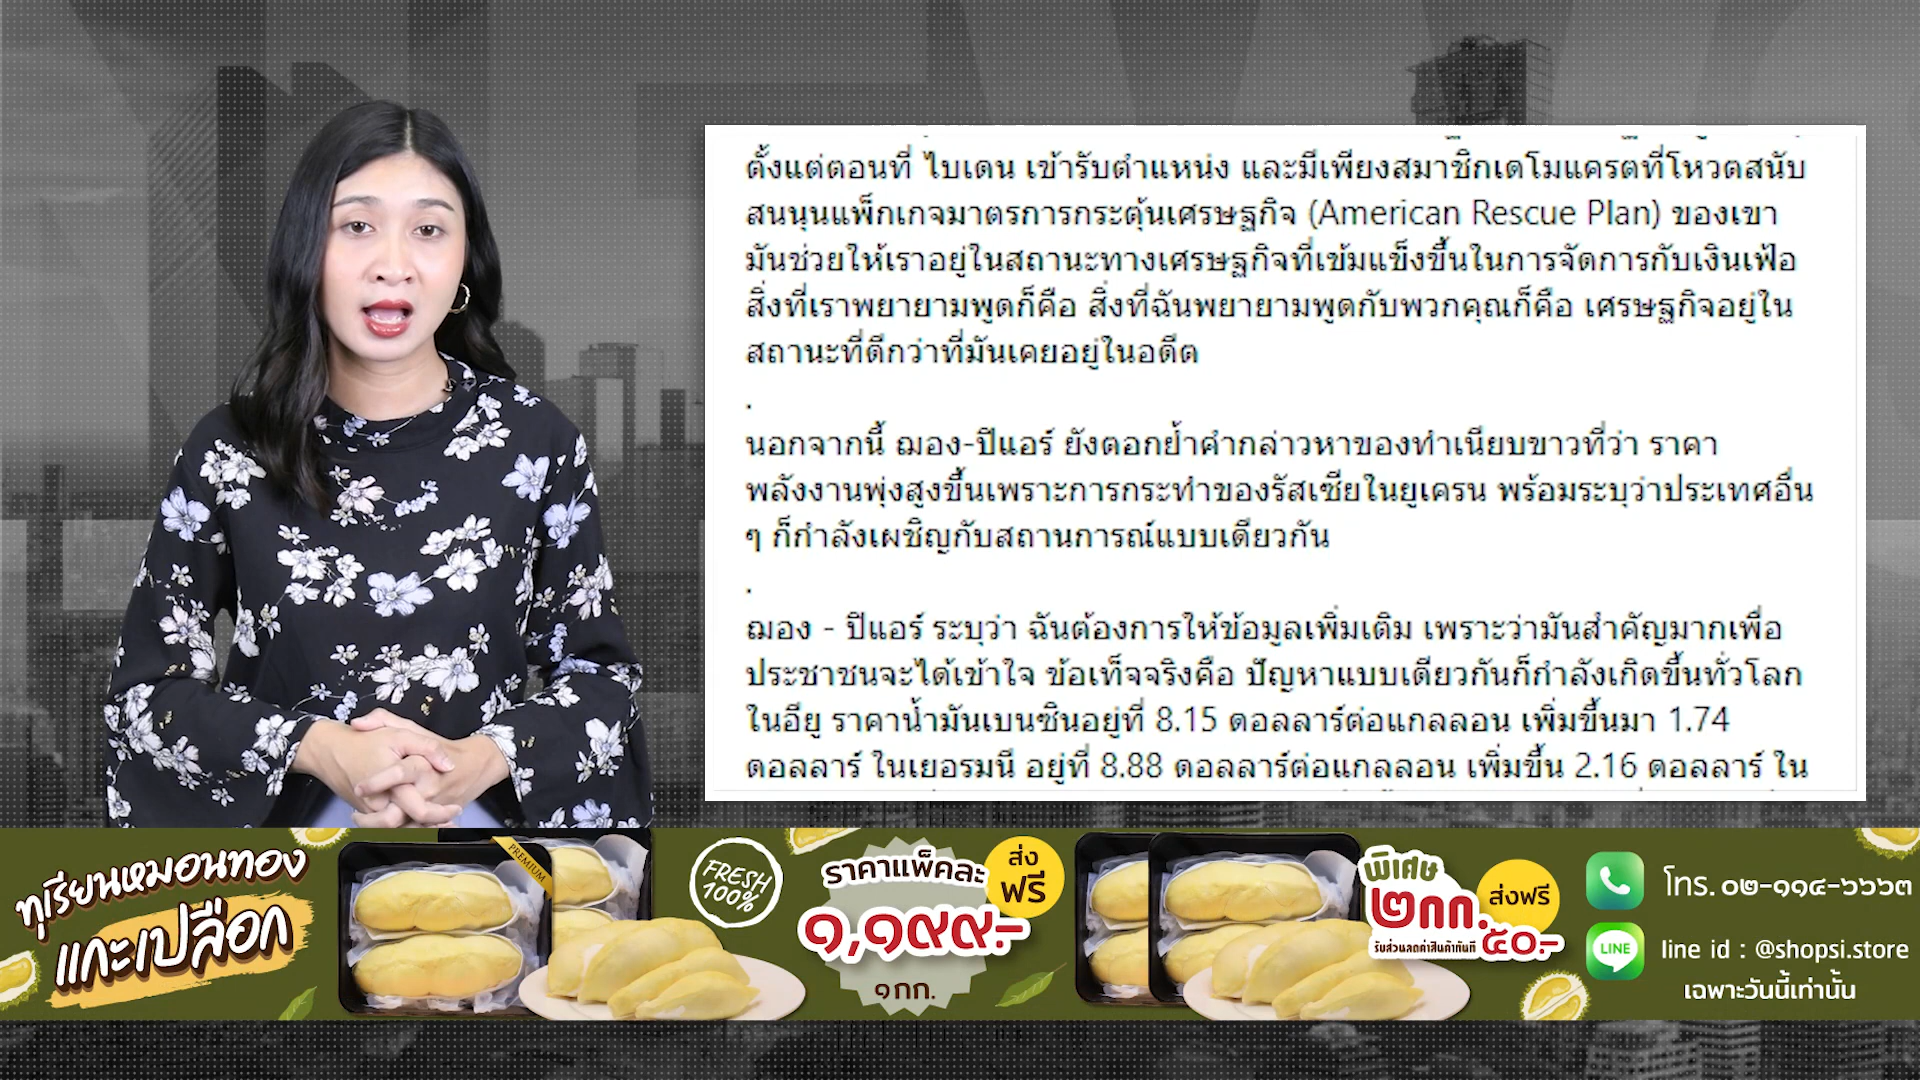 ตั้งแต่ตอนที่ ไบเดน เข้ารับตำแหน่ง และมีเพียงสมาชิกเดโมแครตที่โหวตสนับ
สนนุนแพ็กเกจมาตรการกระตุ้นเศรษฐกิจ (American Rescue Plan) ของเขา
มันช่วยให้เราอยู่ในสถานะทางเศรษฐกิจที่เข้มแข็งขึ้นในการจัดการกับเงินเฟ้อ
สิ่งที่เราพยายามพูดก็คือ สิ่งที่ฉันพยายามพูดกับพวกคุณก็คือ เศรษฐกิจอยู่ใน
สถานะที่ดีกว่าที่มันเคยอยู่ในอดีต
.
นอกจากนี้ ฌอง-ปิแอร์ ยังตอกย้ำคำกล่าวหาของทำเนียบขาวที่ว่า ราคา
พลังงานพุ่งสูงขึ้นเพราะการกระทำของรัสเซียในยูเครน พร้อมระบุว่าประเทศอื่น
ๆ ก็กำลังเผชิญกับสถานการณ์แบบเดียวกัน
.
ฌอง - ปิแอร์ ระบุว่า ฉันต้องการให้ข้อมูลเพิ่มเติม เพราะว่ามันสำคัญมากเพื่อ
ประชาชนจะได้เข้าใจ ข้อเท็จจริงคือ ปัญหาแบบเดียวกันก็กำลังเกิดขึ้นทั่วโลก
ในอียู ราคาน้ำมันเบนซินอยู่ที่ 8.15 ดอลลาร์ต่อแกลลอน เพิ่มขึ้นมา 1.74
ดอลลาร์ ในเยอรมนี อยู่ที่ 8.88 ดอลลาร์ต่อแกลลอน เพิ่มขึ้น 2.16 ดอลลาร์ ใน
ทุเรียนหมอนทอง
แกะเปลือก
PREMIUM
FRESH
100%
ราคาแพ็คละ
๑,๑๙๙.-
๑ กก.
ส่ง
ฟรี
พิเศษ
๒กก.
ส่งฟรี
รับส่วนลดค่าสินค้าทันที ๕๐.-
โทร. ๐๒-๑๑๔-๖๖๖๓
LINE
line id : @shopsi.store
เฉพาะวันนี้เท่านั้น